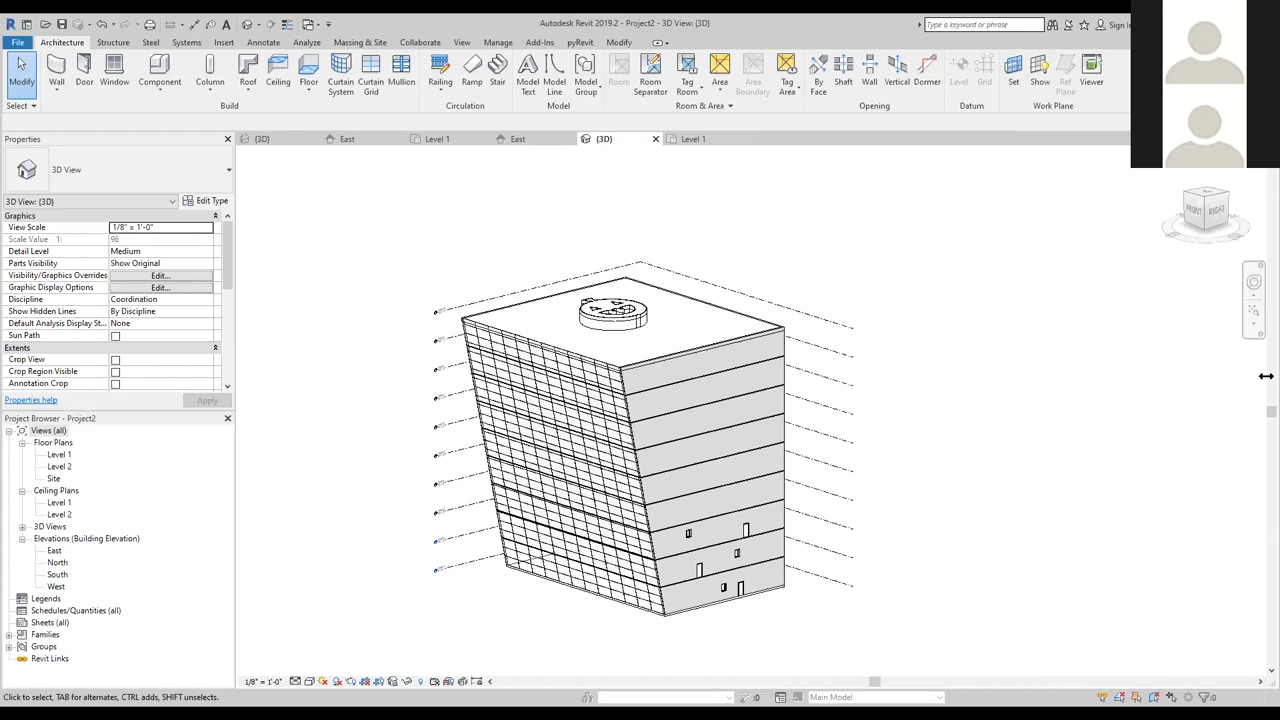 Autodesk Revit 2019.2 - Project2 - 3D View: {3D}
Type a keyword or phrase
Sign In
File Architecture Structure Steel Systems Insert Annotate Analyze Massing & Site Collaborate View Manage Add-Ins pyRevit Modify
Modify Wall Door Window Component Column Roof Ceiling Floor Curtain System Curtain Grid Mullion Railing Ramp Stair Model Text Model Line Model Group Room Room Separator Tag Room Area Area Boundary Tag Area By Face Shaft Wall Vertical Dormer Level Grid Set Show Ref Plane Viewer
Select Build Circulation Model Room & Area Opening Datum Work Plane
Properties
{3D} East Level 1 East {3D} Level 1
3D View
3D View: {3D} Edit Type
Graphics
View Scale 1/8" = 1'-0"
Scale Value 1: 96
Detail Level Medium
Parts Visibility Show Original
Visibility/Graphics Overrides Edit...
Graphic Display Options Edit...
Discipline Coordination
Show Hidden Lines By Discipline
Default Analysis Display St... None
Sun Path
Extents
Crop View
Crop Region Visible
Annotation Crop
Properties help Apply
Project Browser - Project2
Views (all)
Floor Plans
Level 1
Level 2
Site
Ceiling Plans
Level 1
Level 2
3D Views
Elevations (Building Elevation)
East
North
South
West
Legends
Schedules/Quantities (all)
Sheets (all)
Families
Groups
Revit Links
FRONT RIGHT
1/8" = 1'-0"
Click to select, TAB for alternates, CTRL adds, SHIFT unselects.
:0
Main Model
:0